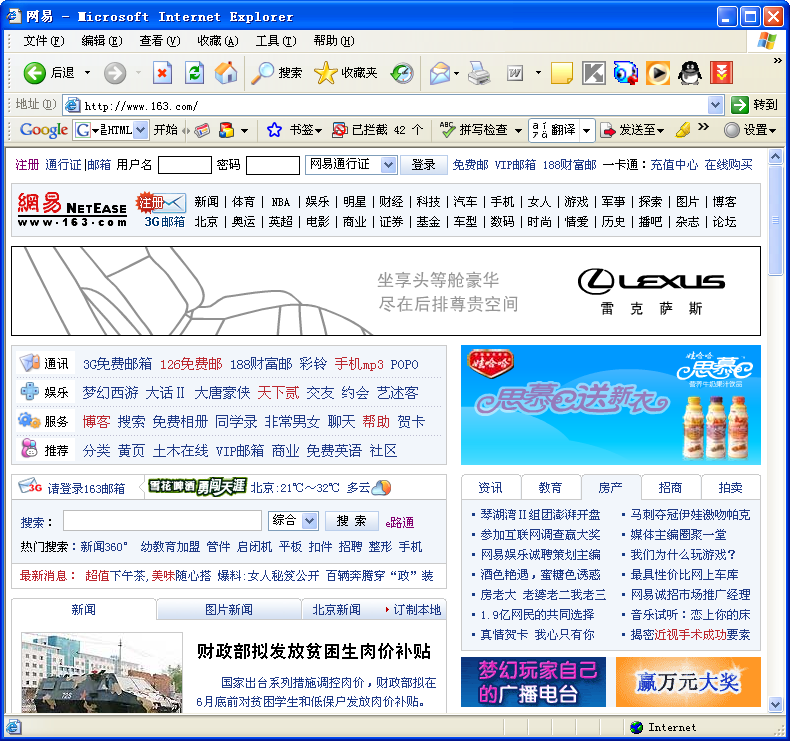 网易 - Microsoft Internet Explorer
文件(F) 编辑(E) 查看(V) 收藏(A) 工具(T) 帮助(H)
后退 搜索 收藏夹
地址(D) http://www.163.com/ 转到
Google 开始 书签 已拦截 42 个 拼写检查 翻译 发送至 设置
注册 通行证|邮箱 用户名 密码 网易通行证 登录 免费邮 VIP邮箱 188财富邮 一卡通：充值中心 在线购买
網易 NETEASE 注册 新闻 | 体育 | NBA | 娱乐 | 明星 | 财经 | 科技 | 汽车 | 手机 | 女人 | 游戏 | 军事 | 探索 | 图片 | 博客
www.163.com 3G邮箱 北京 | 奥运 | 英超 | 电影 | 商业 | 证券 | 基金 | 车型 | 数码 | 时尚 | 情爱 | 历史 | 播吧 | 杂志 | 论坛
坐享头等舱豪华
尽在后排尊贵空间
LEXUS
雷克萨斯
通讯 3G免费邮箱 126免费邮 188财富邮 彩铃 手机mp3 POPO
娱乐 梦幻西游 大话Ⅱ 大唐豪侠 天下贰 交友 约会 艺迷客
服务 博客 搜索 免费相册 同学录 非常男女 聊天 帮助 贺卡
推荐 分类 黄页 土木在线 VIP邮箱 商业 免费英语 社区
娃哈哈
思慕e
营养牛奶果汁饮品
思慕e送新衣
3G 请登录163邮箱 雪花啤酒 勇闯天涯 北京:21℃～32℃ 多云
搜索： 综合 搜 索 e路通
热门搜索：新闻360° 幼教育加盟 管件 启闭机 平板 扣件 招聘 整形 手机
最新消息： 超值下午茶,美味随心搭 爆料:女人秘笈公开 百辆奔腾穿“政”装
资讯 教育 房产 招商 拍卖
琴湖湾Ⅱ组团澎湃开盘
参加互联网调查赢大奖
网易娱乐诚聘策划主编
酒色艳遇，蜜糖色诱惑
房老大 老婆老二我老三
1.9亿网民的共同选择
真情贺卡 我心只有你
马刺夺冠伊娃激吻帕克
媒体主编圈聚一堂
我们为什么玩游戏?
最具性价比网上车库
网易诚招市场推广经理
音乐试听：恋上你的床
揭密近视手术成功要素
新闻 图片新闻 北京新闻 订制本地
财政部拟发放贫困生肉价补贴
国家出台系列措施调控肉价，财政部拟在
6月底前对贫困学生和低保户发放肉价补贴。
梦幻玩家自己
的广播电台
赢万元大奖
Internet